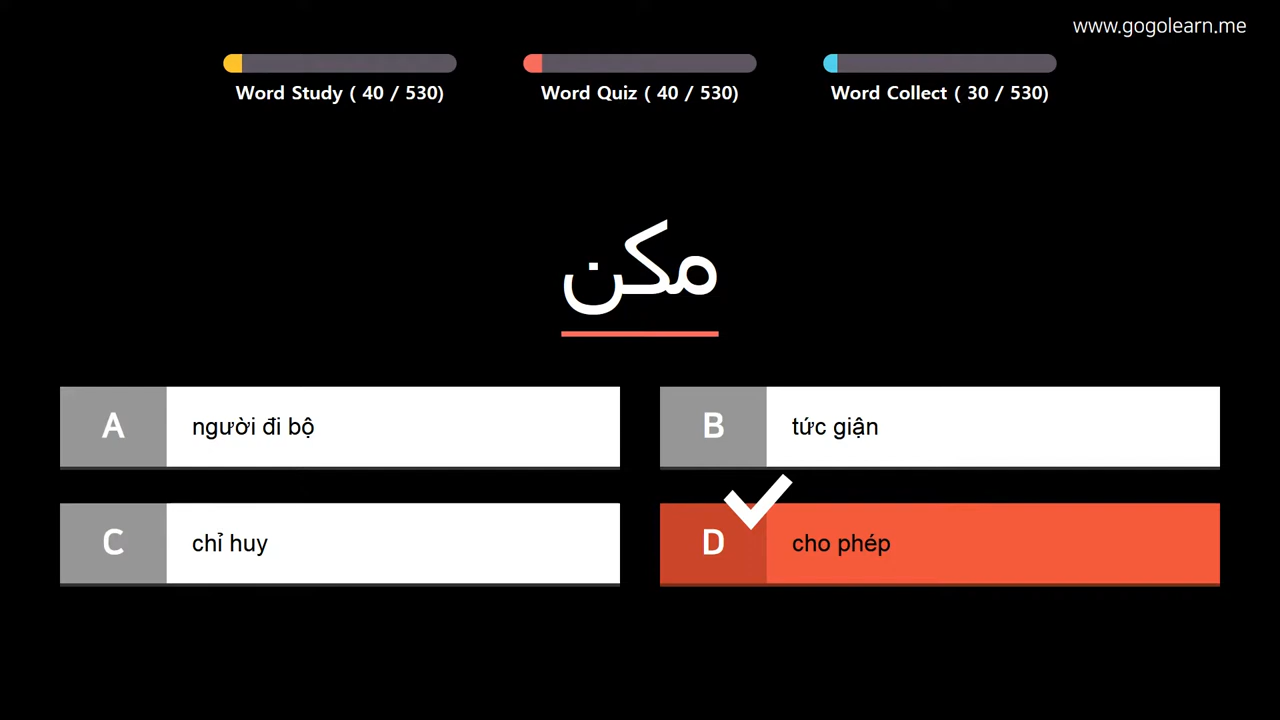 www.gogolearn.me
Word Study ( 40 / 530)
Word Quiz ( 40 / 530)
Word Collect ( 30 / 530)
مكن
A người đi bộ
B tức giận
C chỉ huy
D cho phép